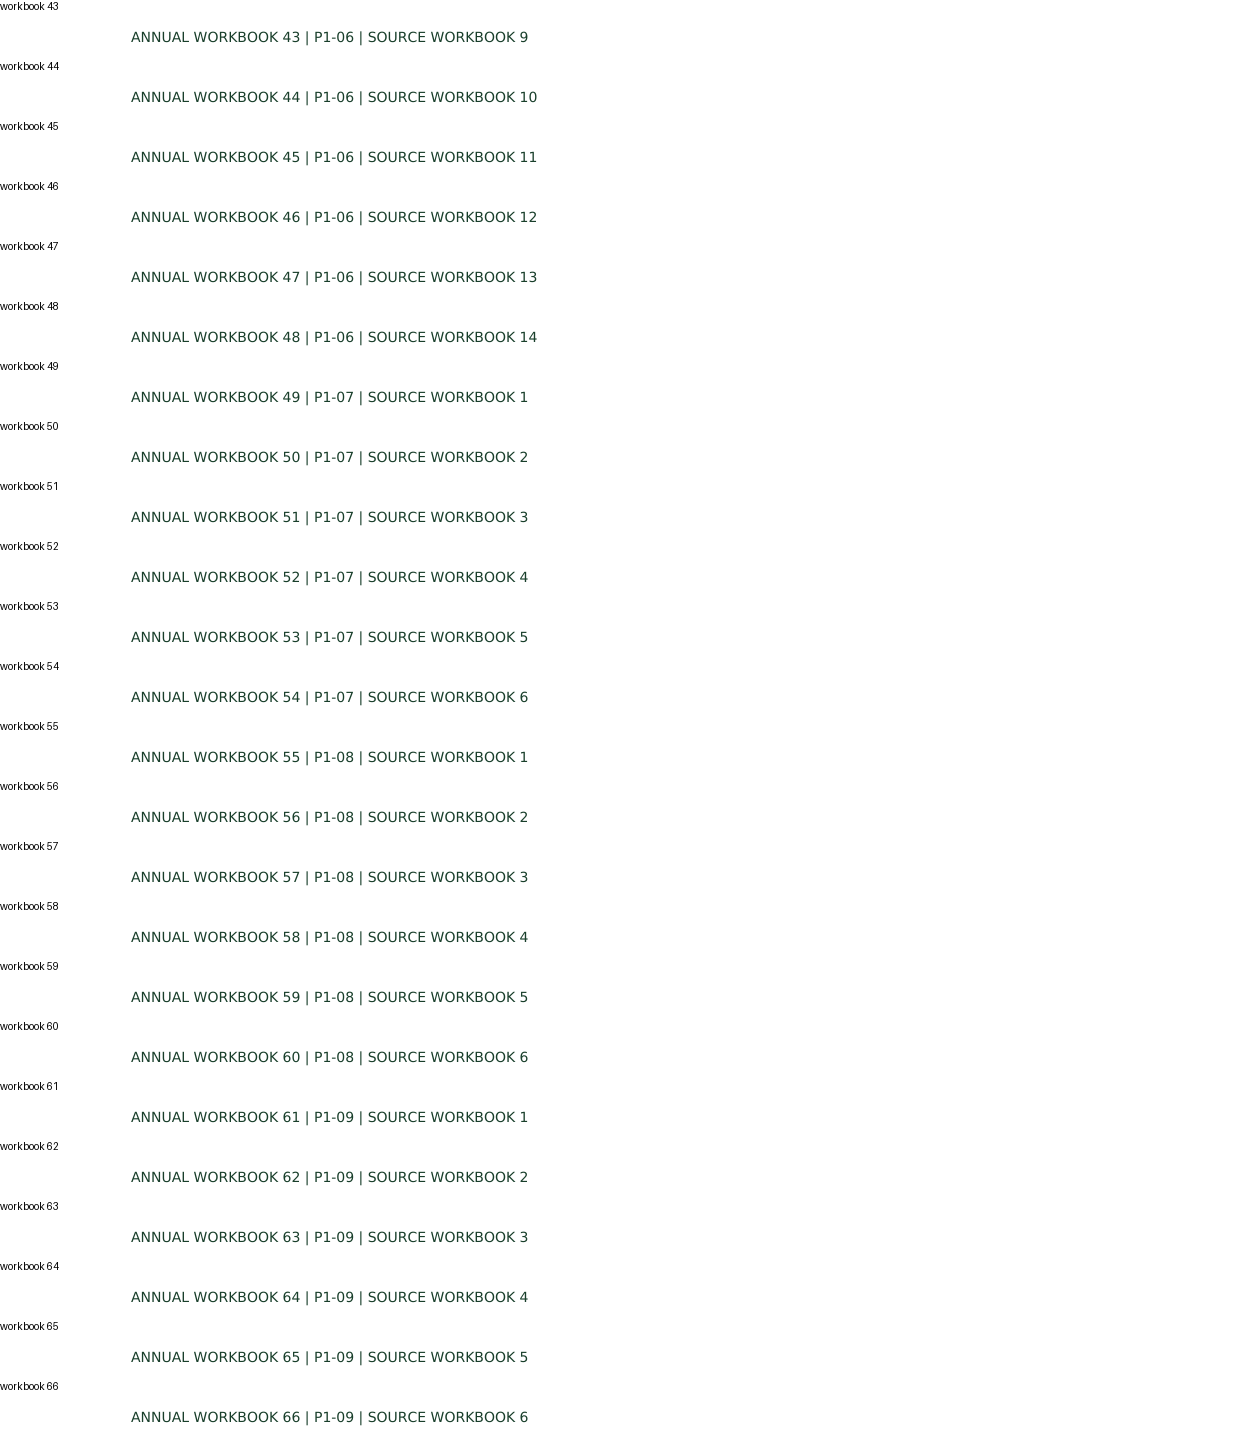 workbook 43
ANNUAL WORKBOOK 43 | P1-06 | SOURCE WORKBOOK 9
workbook 44
ANNUAL WORKBOOK 44 | P1-06 | SOURCE WORKBOOK 10
workbook 45
ANNUAL WORKBOOK 45 | P1-06 | SOURCE WORKBOOK 11
workbook 46
ANNUAL WORKBOOK 46 | P1-06 | SOURCE WORKBOOK 12
workbook 47
ANNUAL WORKBOOK 47 | P1-06 | SOURCE WORKBOOK 13
workbook 48
ANNUAL WORKBOOK 48 | P1-06 | SOURCE WORKBOOK 14
workbook 49
ANNUAL WORKBOOK 49 | P1-07 | SOURCE WORKBOOK 1
workbook 50
ANNUAL WORKBOOK 50 | P1-07 | SOURCE WORKBOOK 2
workbook 51
ANNUAL WORKBOOK 51 | P1-07 | SOURCE WORKBOOK 3
workbook 52
ANNUAL WORKBOOK 52 | P1-07 | SOURCE WORKBOOK 4
workbook 53
ANNUAL WORKBOOK 53 | P1-07 | SOURCE WORKBOOK 5
workbook 54
ANNUAL WORKBOOK 54 | P1-07 | SOURCE WORKBOOK 6
workbook 55
ANNUAL WORKBOOK 55 | P1-08 | SOURCE WORKBOOK 1
workbook 56
ANNUAL WORKBOOK 56 | P1-08 | SOURCE WORKBOOK 2
workbook 57
ANNUAL WORKBOOK 57 | P1-08 | SOURCE WORKBOOK 3
workbook 58
ANNUAL WORKBOOK 58 | P1-08 | SOURCE WORKBOOK 4
workbook 59
ANNUAL WORKBOOK 59 | P1-08 | SOURCE WORKBOOK 5
workbook 60
ANNUAL WORKBOOK 60 | P1-08 | SOURCE WORKBOOK 6
workbook 61
ANNUAL WORKBOOK 61 | P1-09 | SOURCE WORKBOOK 1
workbook 62
ANNUAL WORKBOOK 62 | P1-09 | SOURCE WORKBOOK 2
workbook 63
ANNUAL WORKBOOK 63 | P1-09 | SOURCE WORKBOOK 3
workbook 64
ANNUAL WORKBOOK 64 | P1-09 | SOURCE WORKBOOK 4
workbook 65
ANNUAL WORKBOOK 65 | P1-09 | SOURCE WORKBOOK 5
workbook 66
ANNUAL WORKBOOK 66 | P1-09 | SOURCE WORKBOOK 6